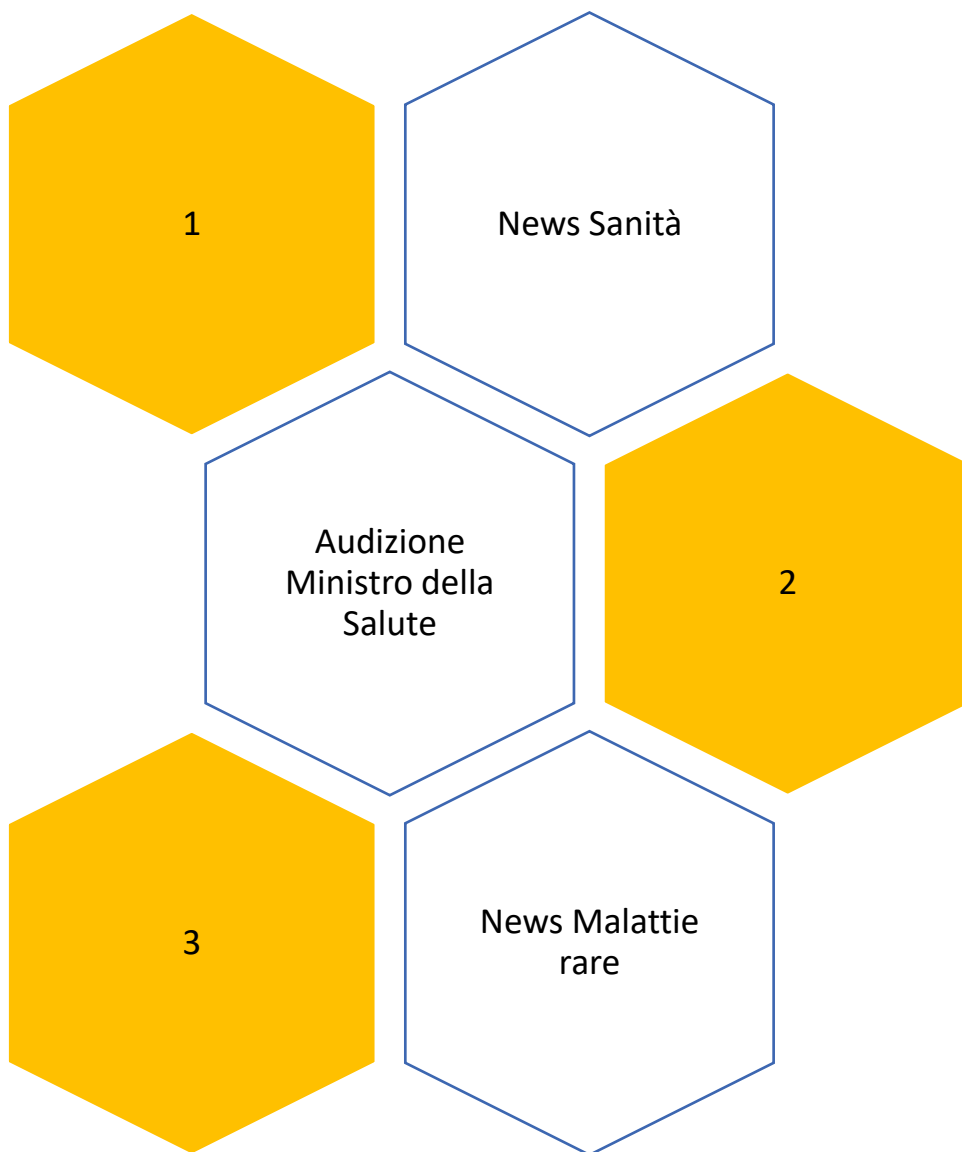 1
News Sanità
Audizione
Ministro della
Salute
2
3
News Malattie
rare